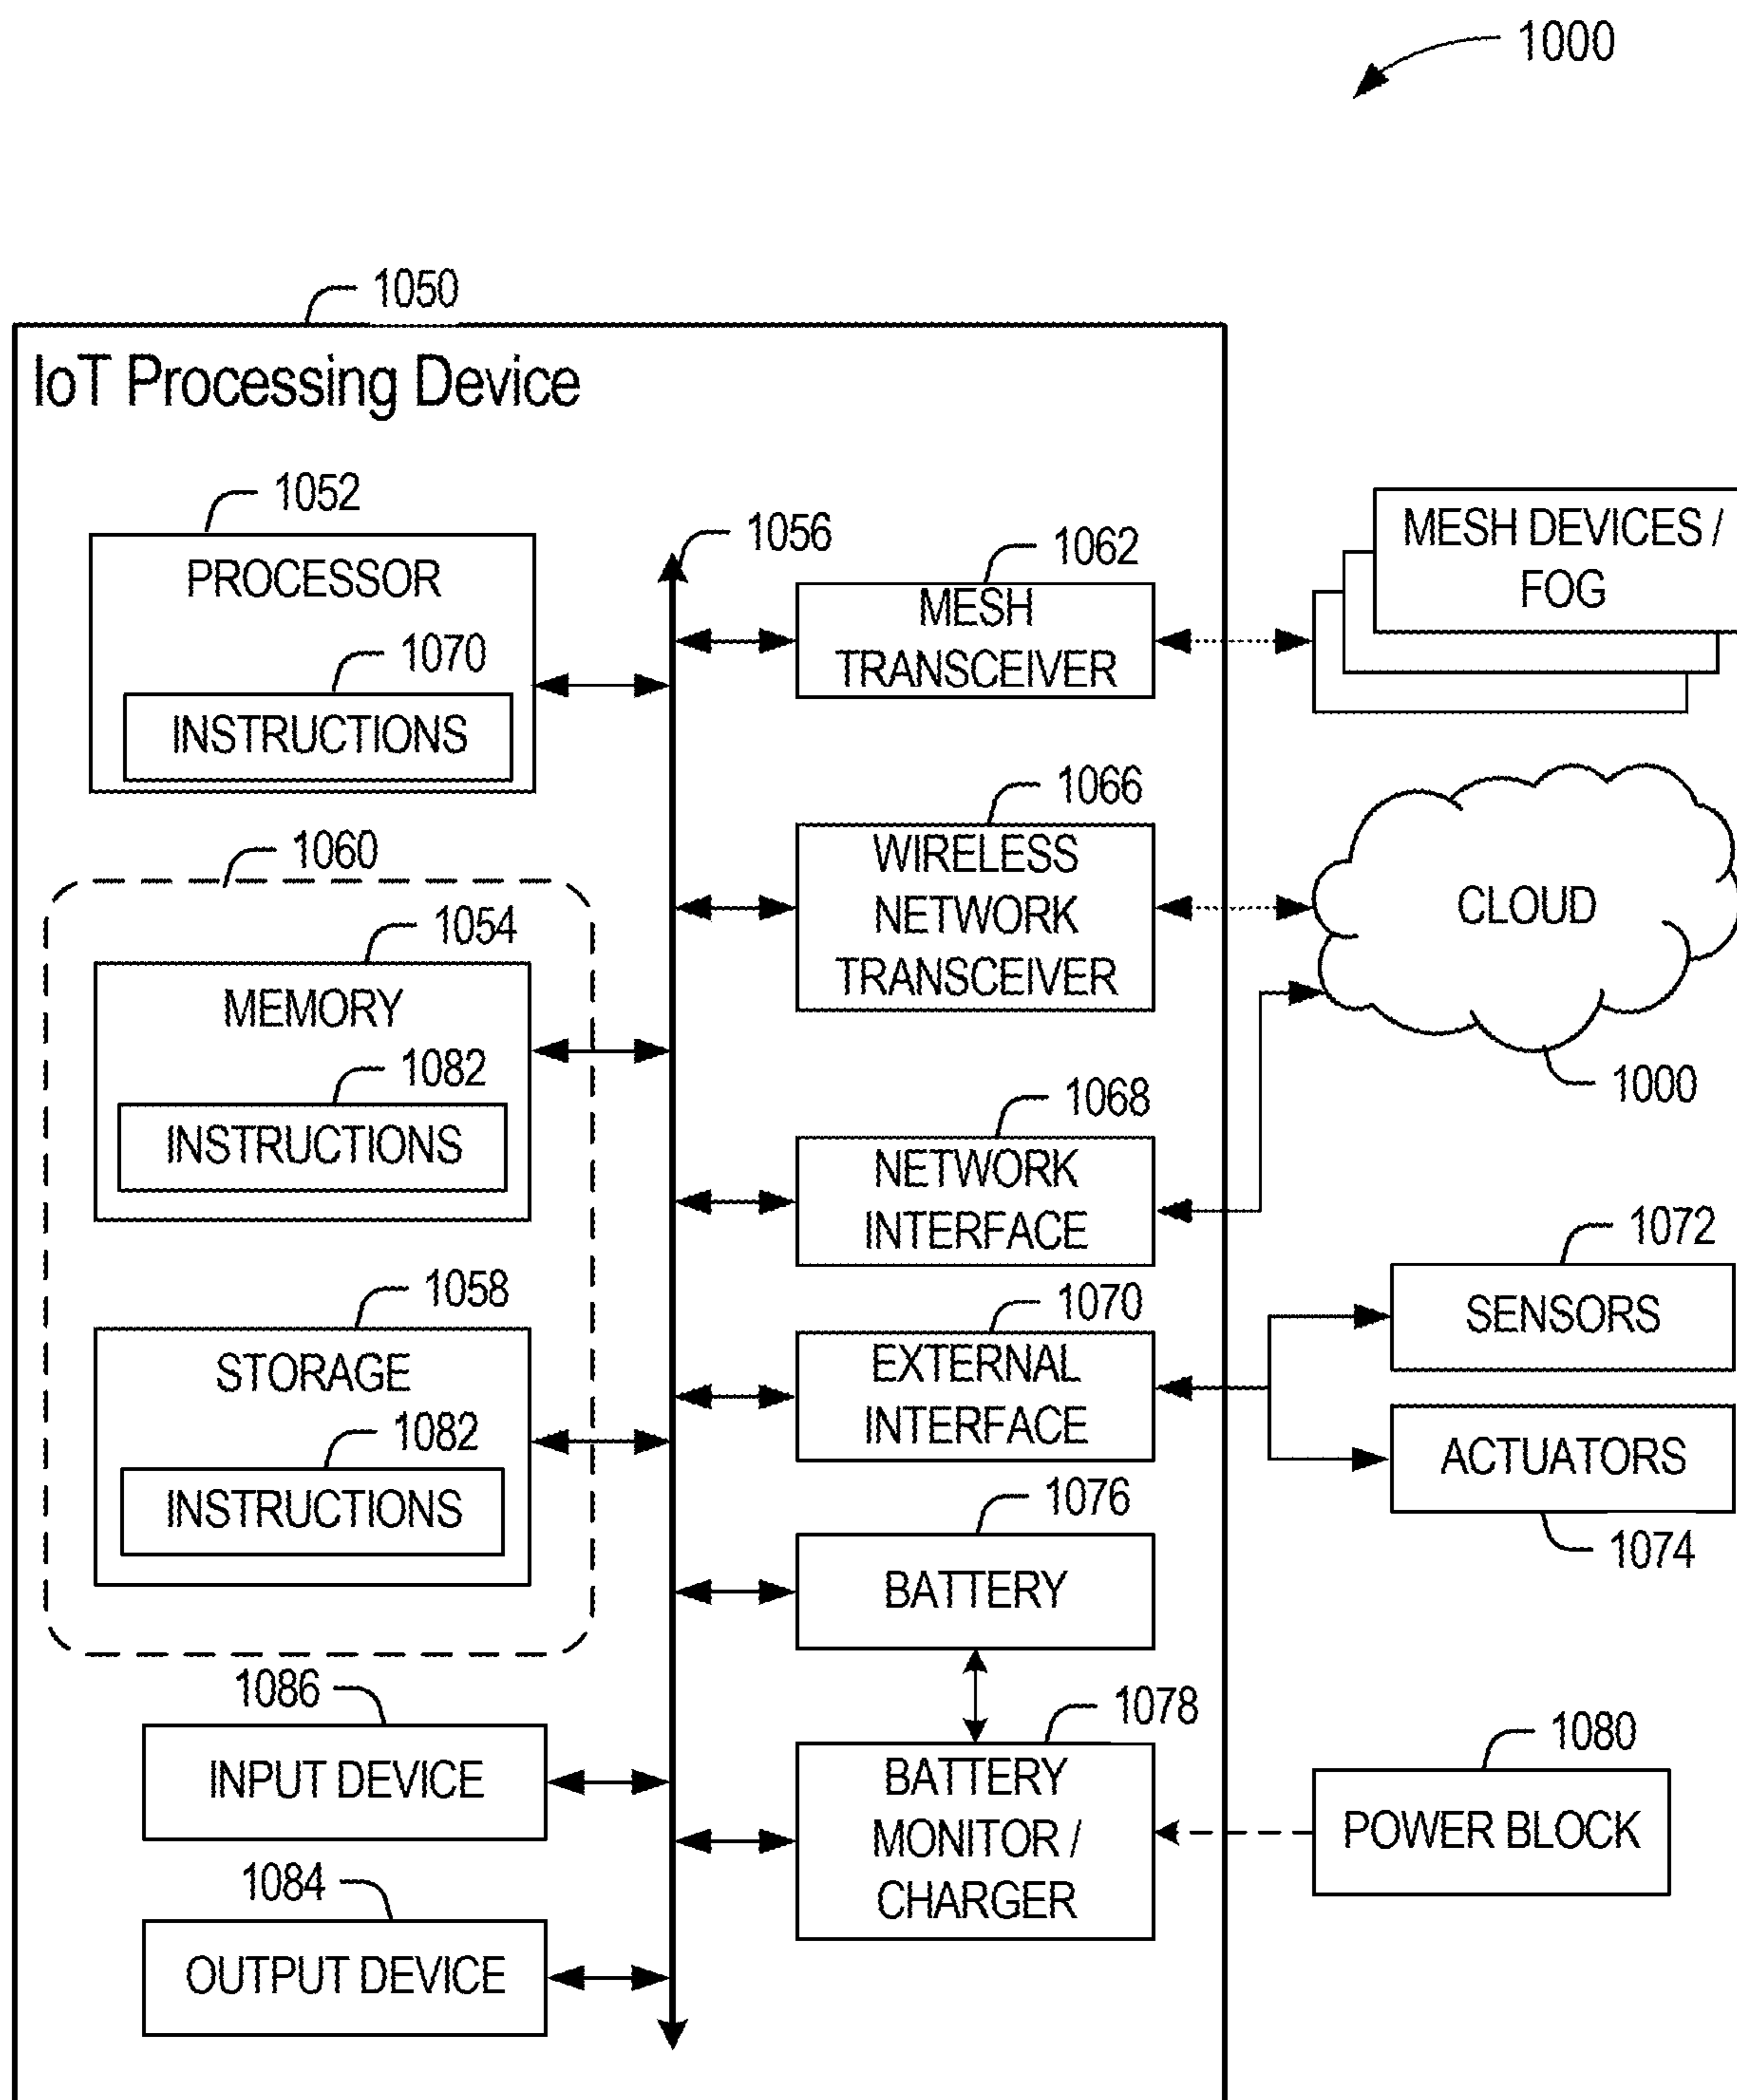 1000
1050
IoT Processing Device
1052
PROCESSOR
1070
INSTRUCTIONS
1060
1054
MEMORY
1082
INSTRUCTIONS
1058
STORAGE
1082
INSTRUCTIONS
1086
INPUT DEVICE
1084
OUTPUT DEVICE
1056
1062
MESH
TRANSCEIVER
1066
WIRELESS
NETWORK
TRANSCEIVER
1068
NETWORK
INTERFACE
1070
EXTERNAL
INTERFACE
1076
BATTERY
1078
BATTERY
MONITOR /
CHARGER
MESH DEVICES /
FOG
CLOUD
1000
1072
SENSORS
ACTUATORS
1074
1080
POWER BLOCK